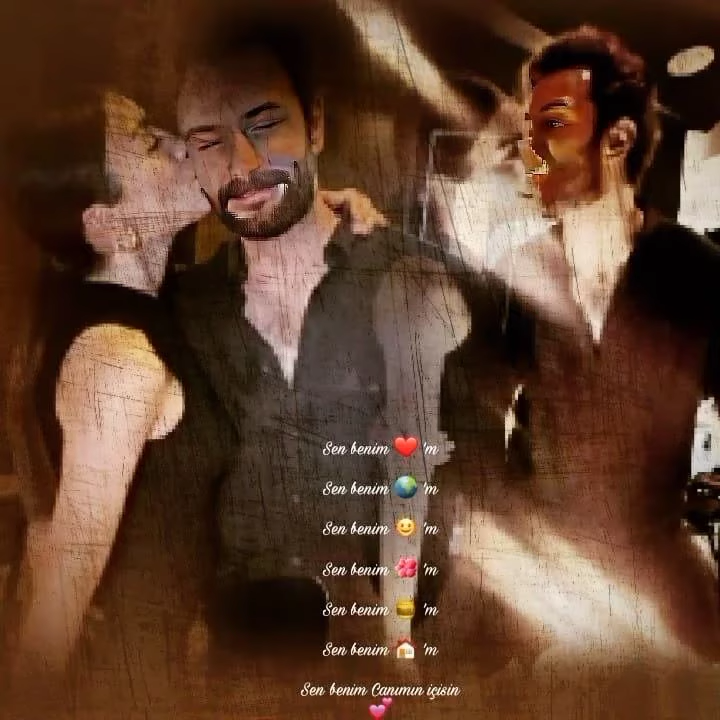 Sen benim ❤️ 'm
Sen benim 🌍 'm
Sen benim 🙂 'm
Sen benim 🌺 'm
Sen benim 🍯 'm
Sen benim 🏠 'm
Sen benim Canımın içisin
💕